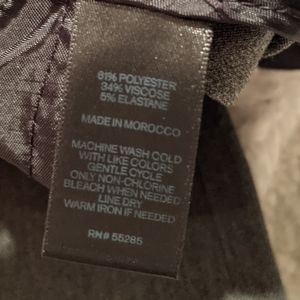 61% POLYESTER
34% VISCOSE
5% ELASTANE
MADE IN MOROCCO
MACHINE WASH COLD
WITH LIKE COLORS
GENTLE CYCLE
ONLY NON-CHLORINE
BLEACH WHEN NEEDED
LINE DRY
WARM IRON IF NEEDED
RN# 55285